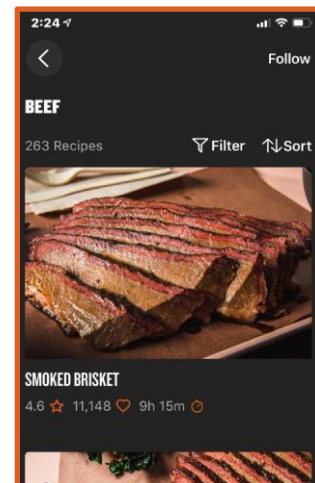 2:24
Follow
BEEF
263 Recipes Filter Sort
SMOKED BRISKET
4.6 11,148 9h 15m